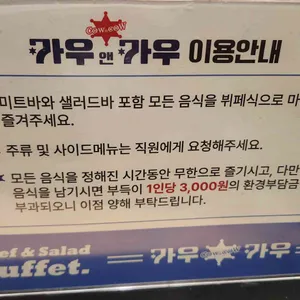 COW&COW
*카우앤카우 이용안내
미트바와 샐러드바 포함 모든 음식을 뷔페식으로 마
즐겨주세요.
주류 및 사이드메뉴는 직원에게 요청해주세요.
모든 음식을 정해진 시간동안 무한으로 즐기시고, 다만
음식을 남기시면 부득이 1인당 3,000원의 환경부담금
부과되오니 이점 양해 부탁드립니다.
ef & Salad
uffet.
카우 카우